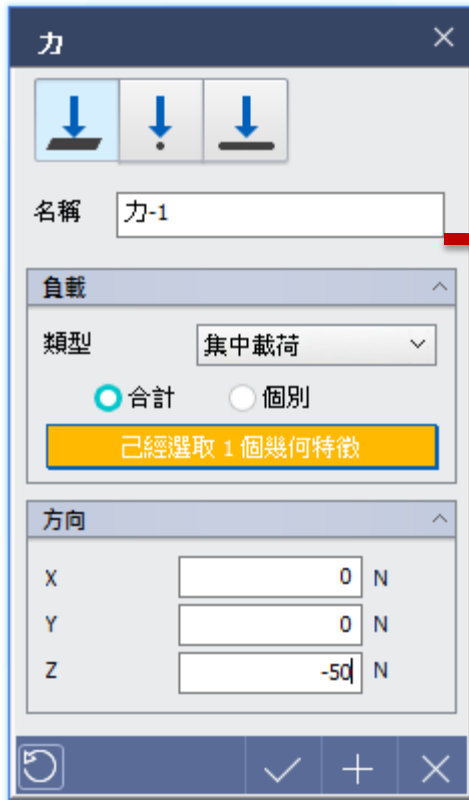 力
名稱 力-1
負載
類型 集中載荷
合計 個別
已經選取 1 個幾何特徵
方向
X 0 N
Y 0 N
Z -50 N